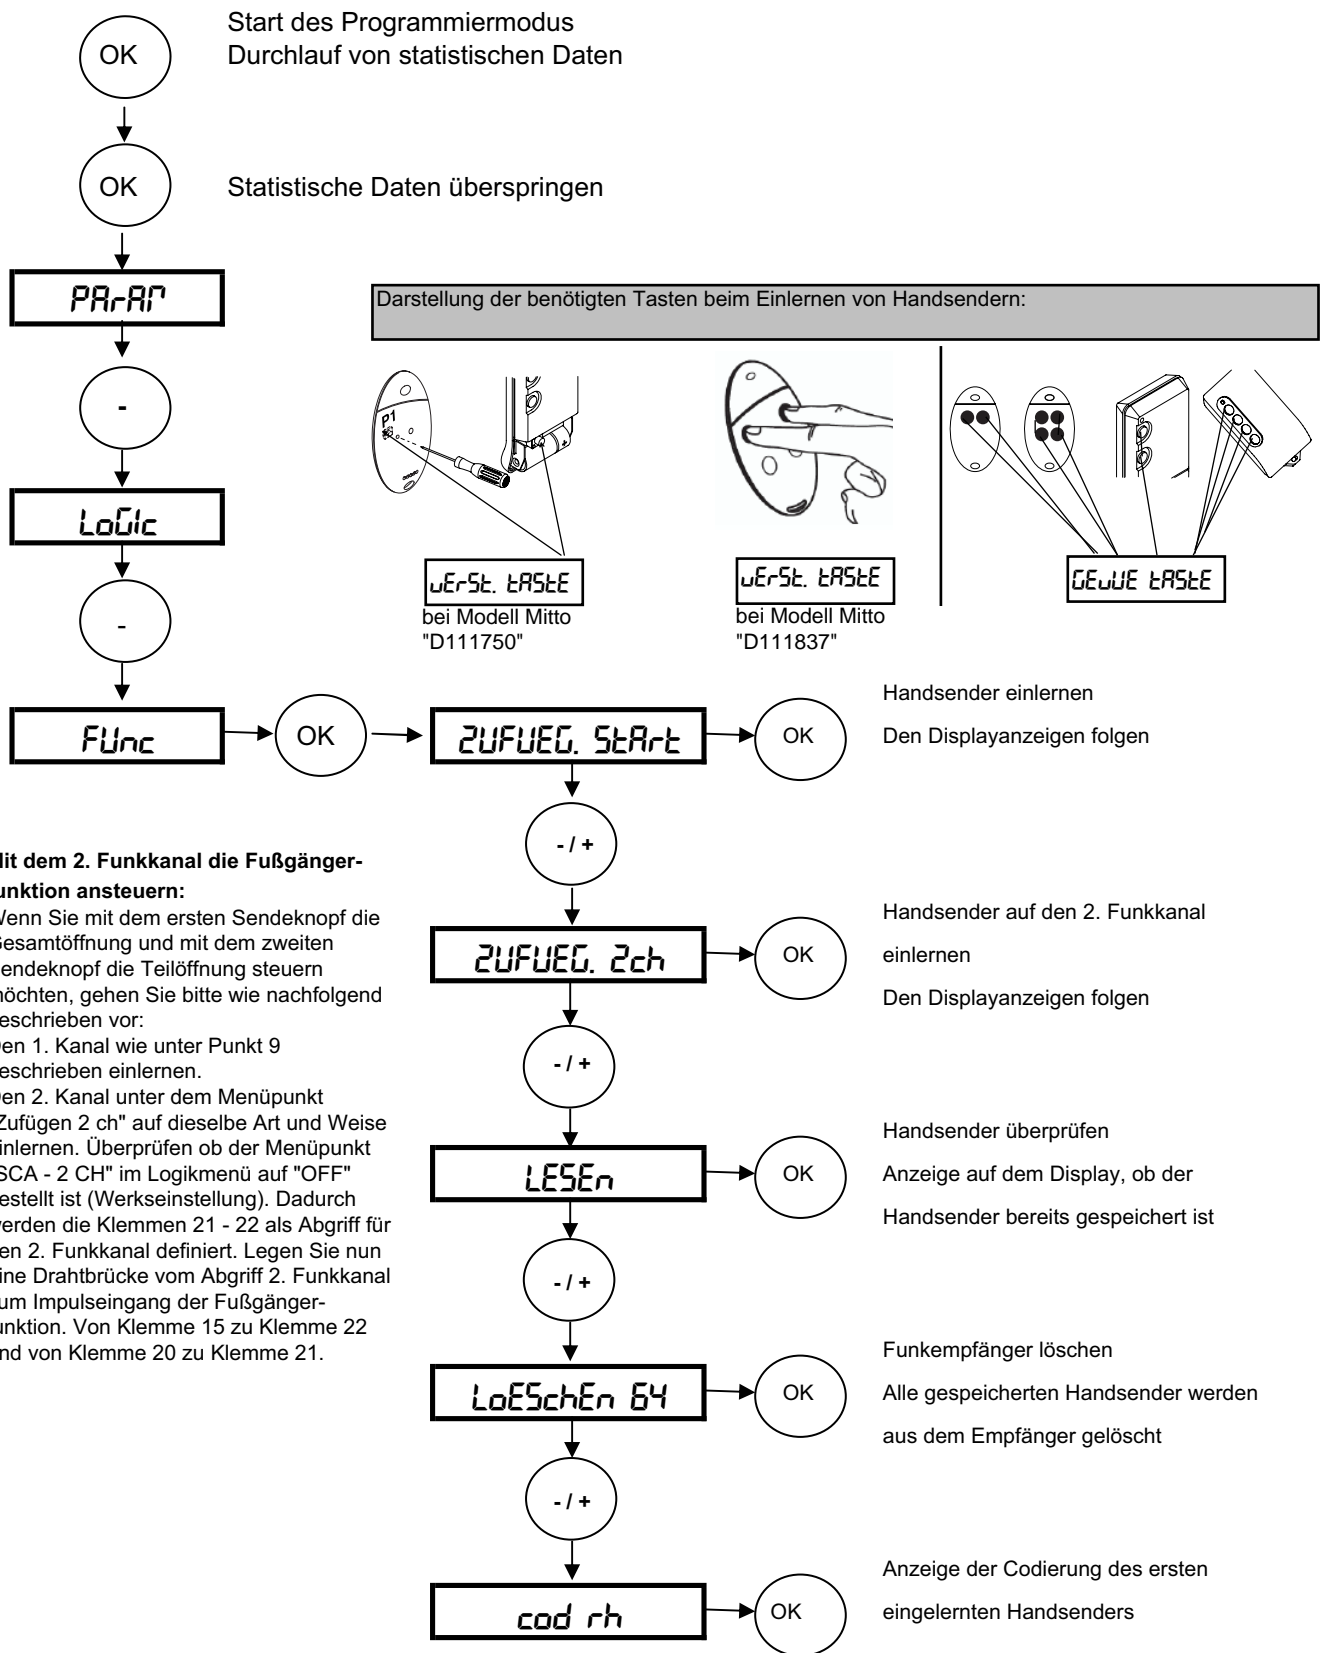 OK
Start des Programmiermodus
Durchlauf von statistischen Daten
OK
Statistische Daten überspringen
PArAM
-
LoGIc
-
FUnc
OK
Darstellung der benötigten Tasten beim Einlernen von Handsendern:
P1
vErSt. tAStE
bei Modell Mitto
"D111750"
vErSt. tAStE
bei Modell Mitto
"D111837"
GEwUE tAStE
ZUFUEG. StArt
OK
Handsender einlernen
Den Displayanzeigen folgen
- / +
ZUFUEG. 2ch
OK
Handsender auf den 2. Funkkanal
einlernen
Den Displayanzeigen folgen
- / +
LESEn
OK
Handsender überprüfen
Anzeige auf dem Display, ob der
Handsender bereits gespeichert ist
- / +
LoESchEn 64
OK
Funkempfänger löschen
Alle gespeicherten Handsender werden
aus dem Empfänger gelöscht
- / +
cod rh
OK
Anzeige der Codierung des ersten
eingelernten Handsenders
it dem 2. Funkkanal die Fußgänger-
unktion ansteuern:
Wenn Sie mit dem ersten Sendeknopf die
Gesamtöffnung und mit dem zweiten
endeknopf die Teilöffnung steuern
öchten, gehen Sie bitte wie nachfolgend
eschrieben vor:
en 1. Kanal wie unter Punkt 9
eschrieben einlernen.
en 2. Kanal unter dem Menüpunkt
"Zufügen 2 ch" auf dieselbe Art und Weise
inlernen. Überprüfen ob der Menüpunkt
SCA - 2 CH" im Logikmenü auf "OFF"
estellt ist (Werkseinstellung). Dadurch
erden die Klemmen 21 - 22 als Abgriff für
en 2. Funkkanal definiert. Legen Sie nun
ine Drahtbrücke vom Abgriff 2. Funkkanal
um Impulseingang der Fußgänger-
unktion. Von Klemme 15 zu Klemme 22
nd von Klemme 20 zu Klemme 21.